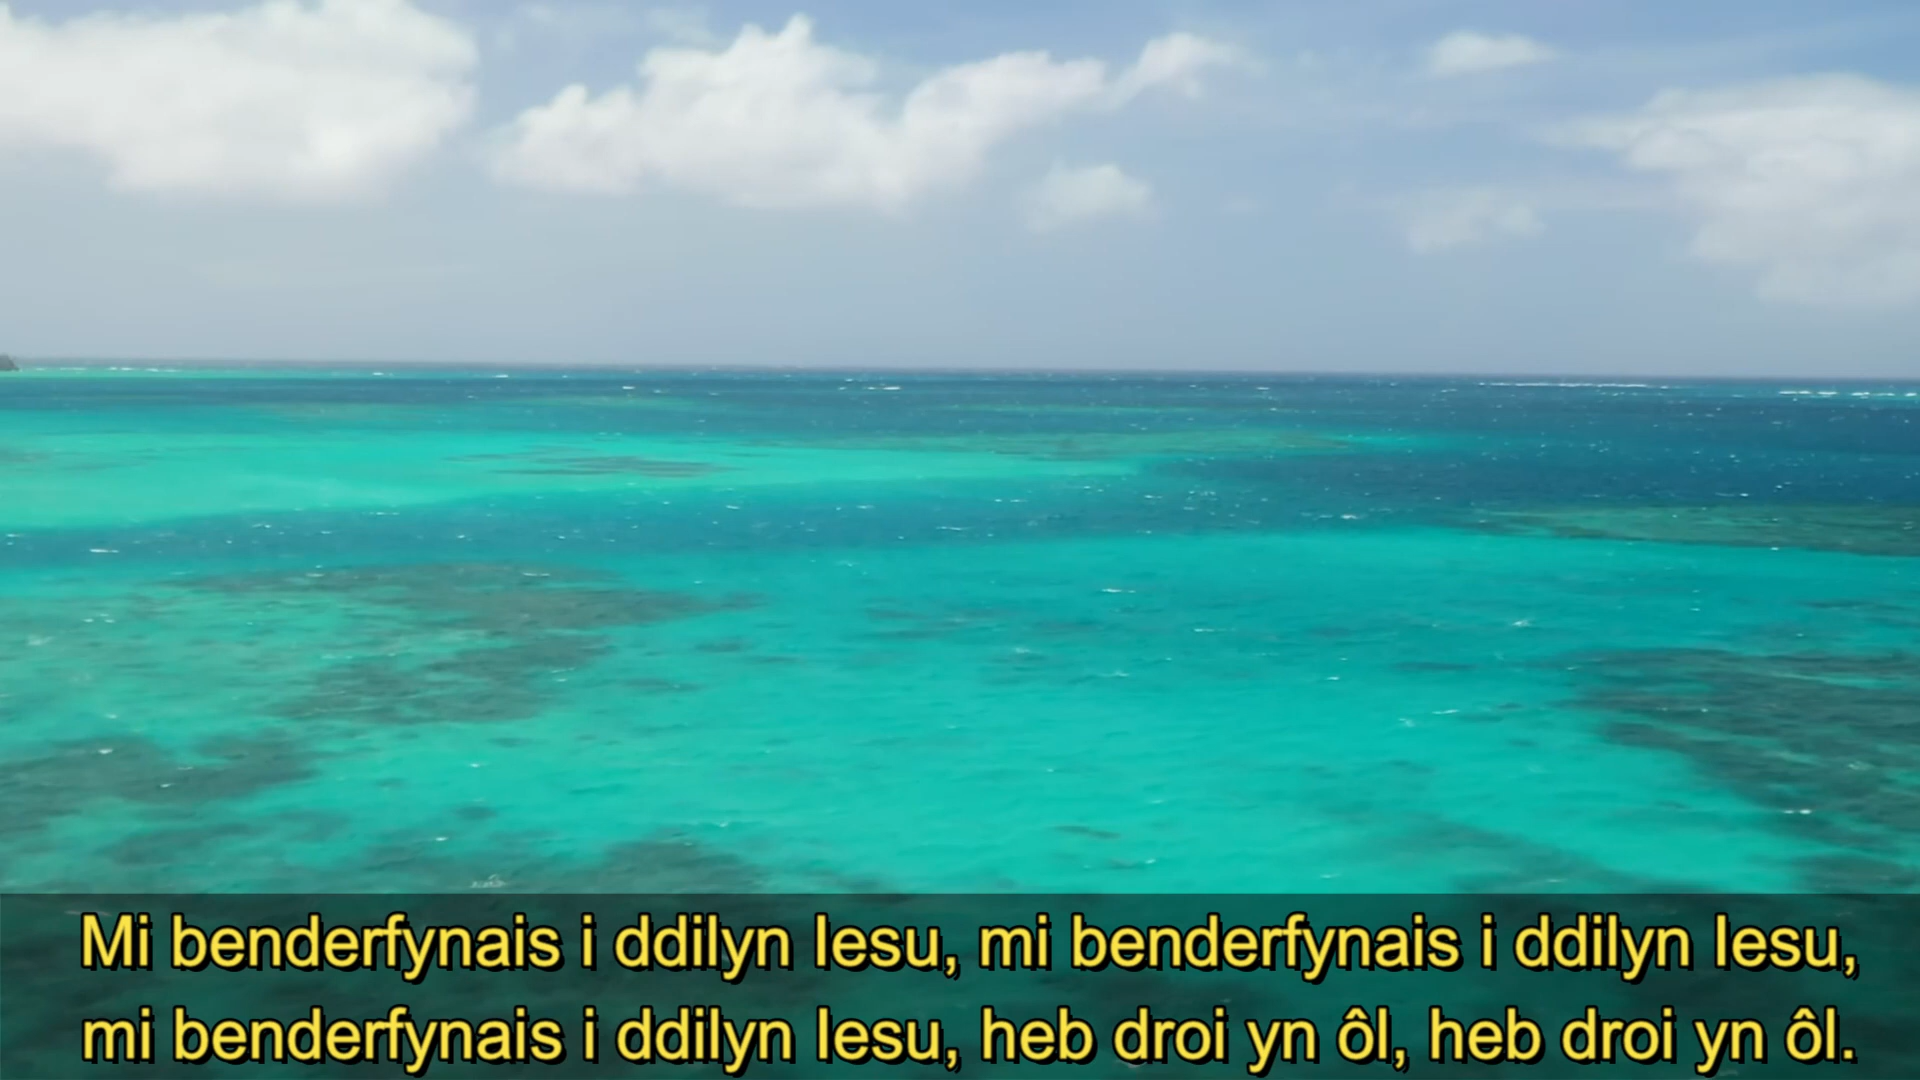 Mi benderfynais i ddilyn Iesu, mi benderfynais i ddilyn Iesu,
mi benderfynais i ddilyn Iesu, heb droi yn ôl, heb droi yn ôl.